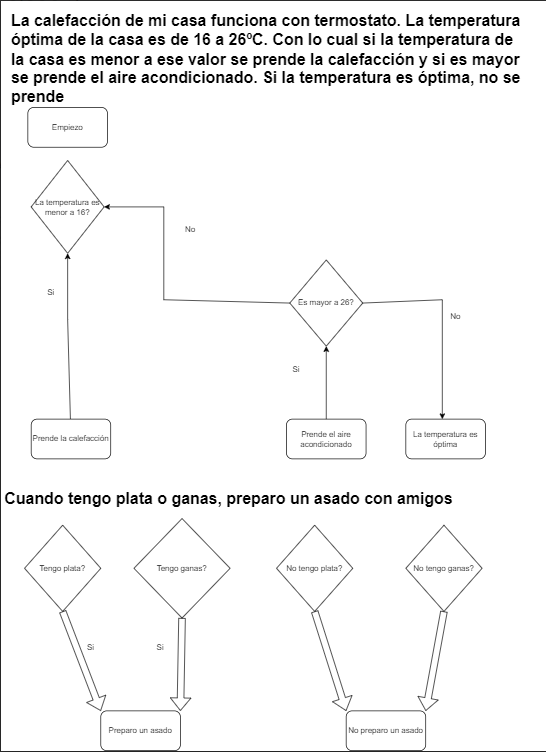 La calefacción de mi casa funciona con termostato. La temperatura
óptima de la casa es de 16 a 26ºC. Con lo cual si la temperatura de
la casa es menor a ese valor se prende la calefacción y si es mayor
se prende el aire acondicionado. Si la temperatura es óptima, no se
prende
Empiezo
La temperatura es
menor a 16?
No
Si
Es mayor a 26?
No
Si
Prende la calefacción
Prende el aire
acondicionado
La temperatura es
óptima
Cuando tengo plata o ganas, preparo un asado con amigos
Tengo plata?
Tengo ganas?
No tengo plata?
No tengo ganas?
Si
Si
Preparo un asado
No preparo un asado